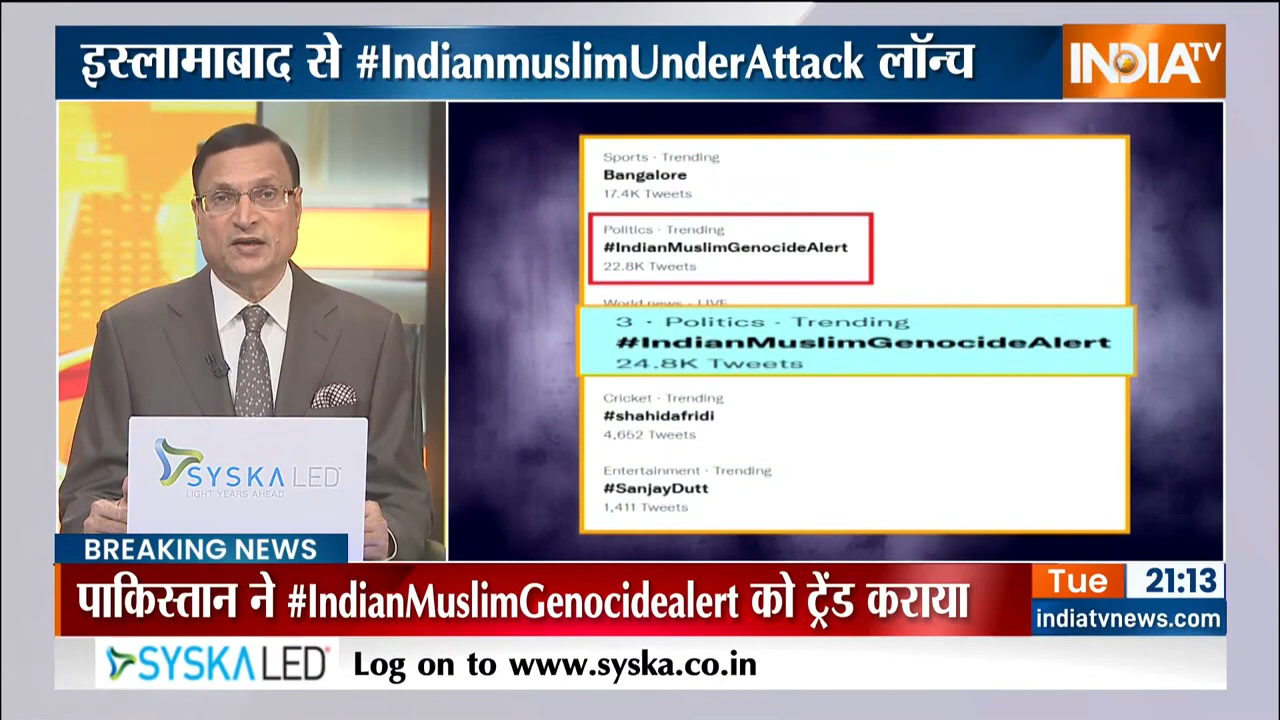 इस्लामाबाद से #IndianmuslimUnderAttack लॉन्च
INDIA TV
Sports · Trending
Bangalore
17.4K Tweets
Politics · Trending
#IndianMuslimGenocideAlert
22.8K Tweets
World news · LIVE
3 · Politics · Trending
#IndianMuslimGenocideAlert
24.8K Tweets
Cricket · Trending
#shahidafridi
4,652 Tweets
Entertainment · Trending
#SanjayDutt
1,411 Tweets
SYSKA LED
LIGHT YEARS AHEAD
BREAKING NEWS
पाकिस्तान ने #IndianMuslimGenocidealert को ट्रेंड कराया
Tue 21:13
indiatvnews.com
SYSKA LED Log on to www.syska.co.in